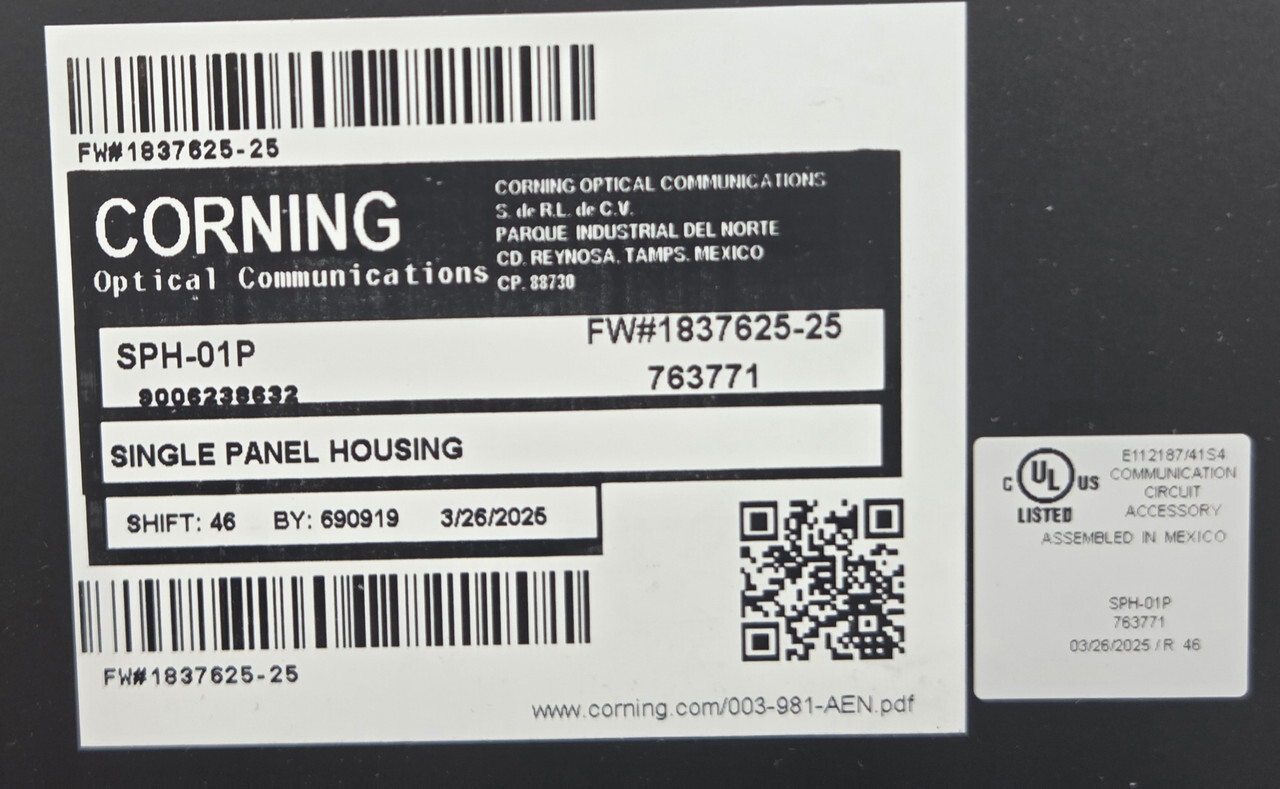 FW#1837625-25
CORNING
Optical Communications
CORNING OPTICAL COMMUNICATIONS
S. de R.L. de C.V.
PARQUE INDUSTRIAL DEL NORTE
CD. REYNOSA, TAMPS. MEXICO
CP. 88730
SPH-01P
9006238632
FW#1837625-25
763771
SINGLE PANEL HOUSING
SHIFT: 46 BY: 690919 3/26/2025
FW#1837625-25
www.corning.com/003-981-AEN.pdf
C UL US
LISTED
E112187/41S4
COMMUNICATION
CIRCUIT
ACCESSORY
ASSEMBLED IN MEXICO
SPH-01P
763771
03/26/2025 / R 46